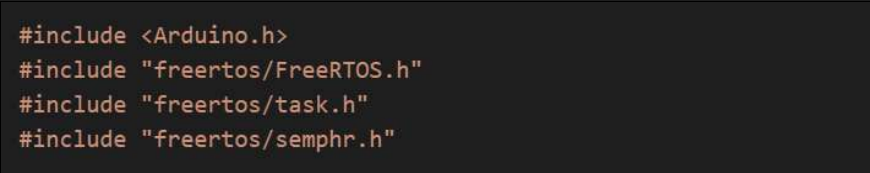 #include <Arduino.h>
#include "freertos/FreeRTOS.h"
#include "freertos/task.h"
#include "freertos/semphr.h"